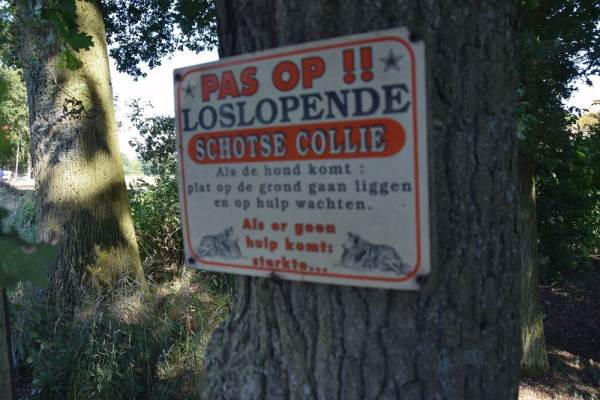 PAS OP !!
LOSLOPENDE
SCHOTSE COLLIE
Als de hond komt :
plat op de grond gaan liggen
en op hulp wachten.
Als er geen
hulp komt:
sterkte...